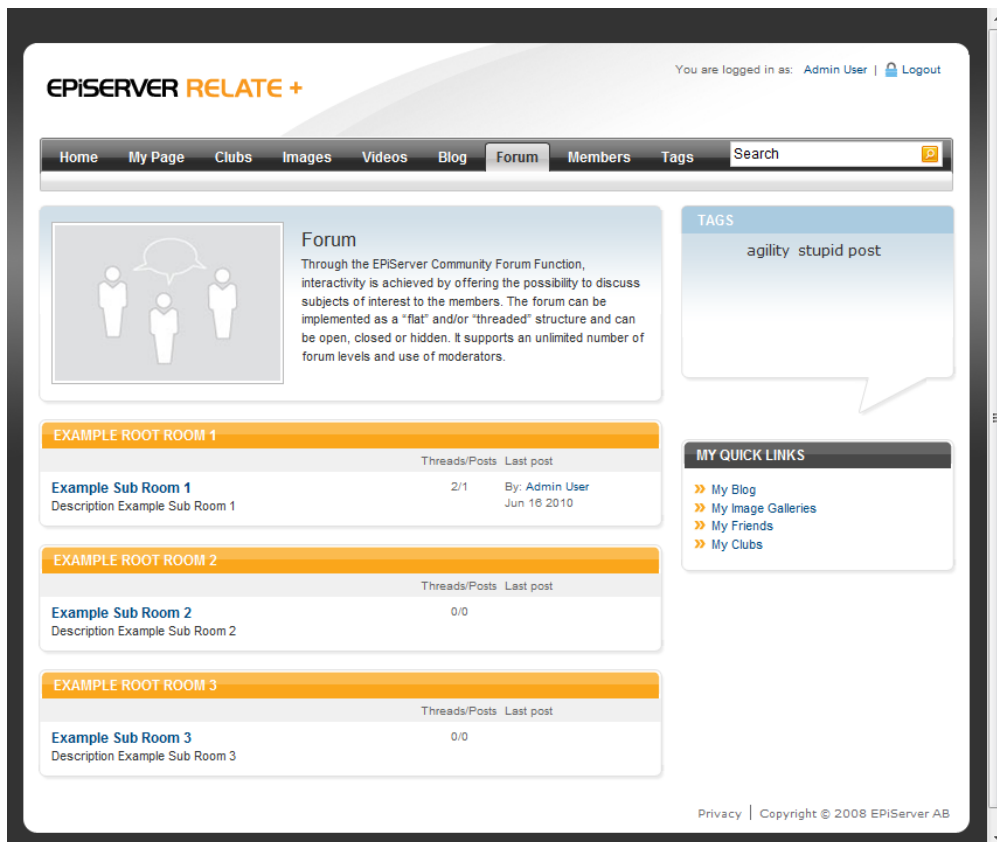 You are logged in as: Admin User | Logout
EPiSERVER RELATE +
Home My Page Clubs Images Videos Blog Forum Members Tags Search
Forum
Through the EPiServer Community Forum Function,
interactivity is achieved by offering the possibility to discuss
subjects of interest to the members. The forum can be
implemented as a “flat” and/or “threaded” structure and can
be open, closed or hidden. It supports an unlimited number of
forum levels and use of moderators.
TAGS
agility stupid post
EXAMPLE ROOT ROOM 1
Threads/Posts Last post
Example Sub Room 1 2/1 By: Admin User
Description Example Sub Room 1 Jun 16 2010
EXAMPLE ROOT ROOM 2
Threads/Posts Last post
Example Sub Room 2 0/0
Description Example Sub Room 2
EXAMPLE ROOT ROOM 3
Threads/Posts Last post
Example Sub Room 3 0/0
Description Example Sub Room 3
MY QUICK LINKS
My Blog
My Image Galleries
My Friends
My Clubs
Privacy | Copyright © 2008 EPiServer AB